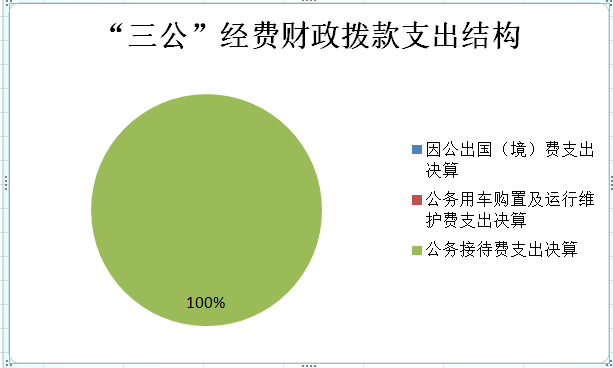 “三公”经费财政拨款支出结构
因公出国（境）费支出
决算
公务用车购置及运行维
护费支出决算
公务接待费支出决算
100%